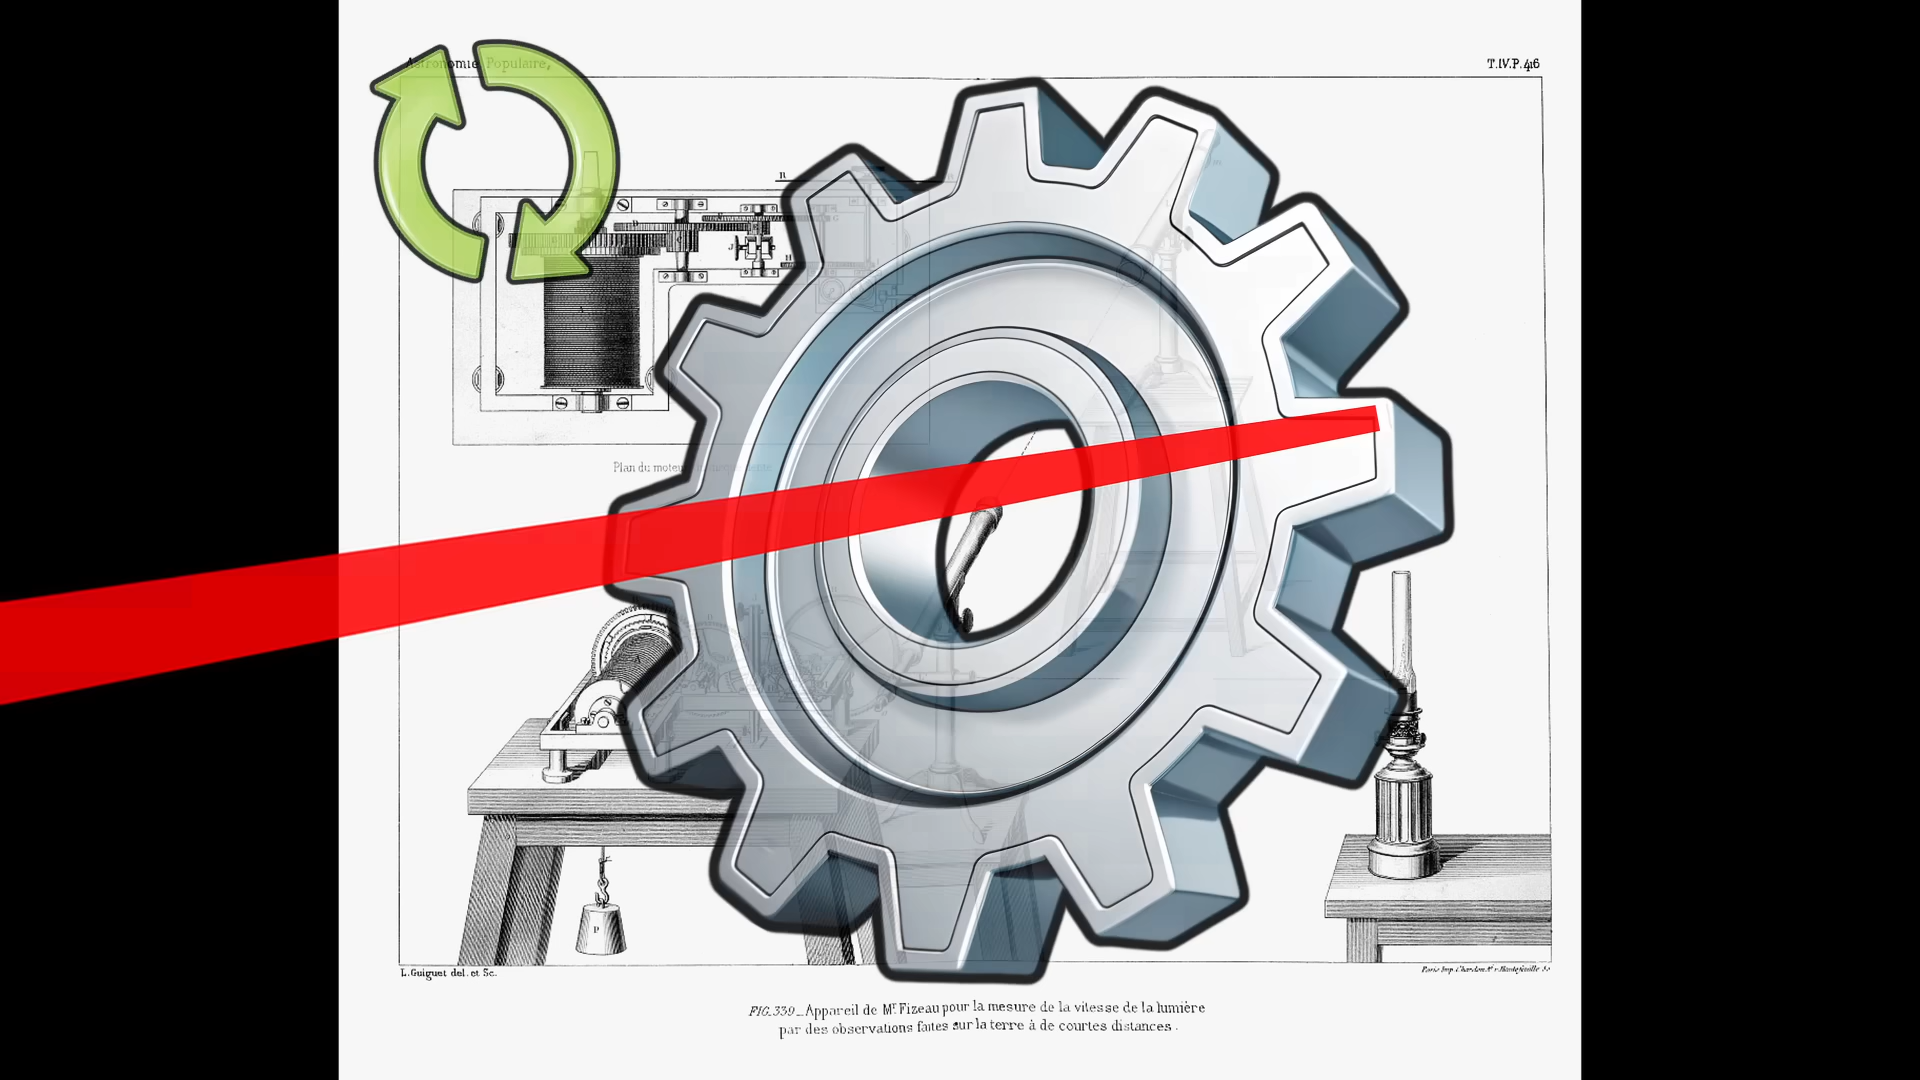 Astronomie Populaire,
T.IV.P. 416
Plan du moteur
L. Guiguet del. et Sc.
FIG. 339_Appareil de Mr. Fizeau pour la mesure de la vitesse de la lumière
par des observations faites sur la terre à de courtes distances.